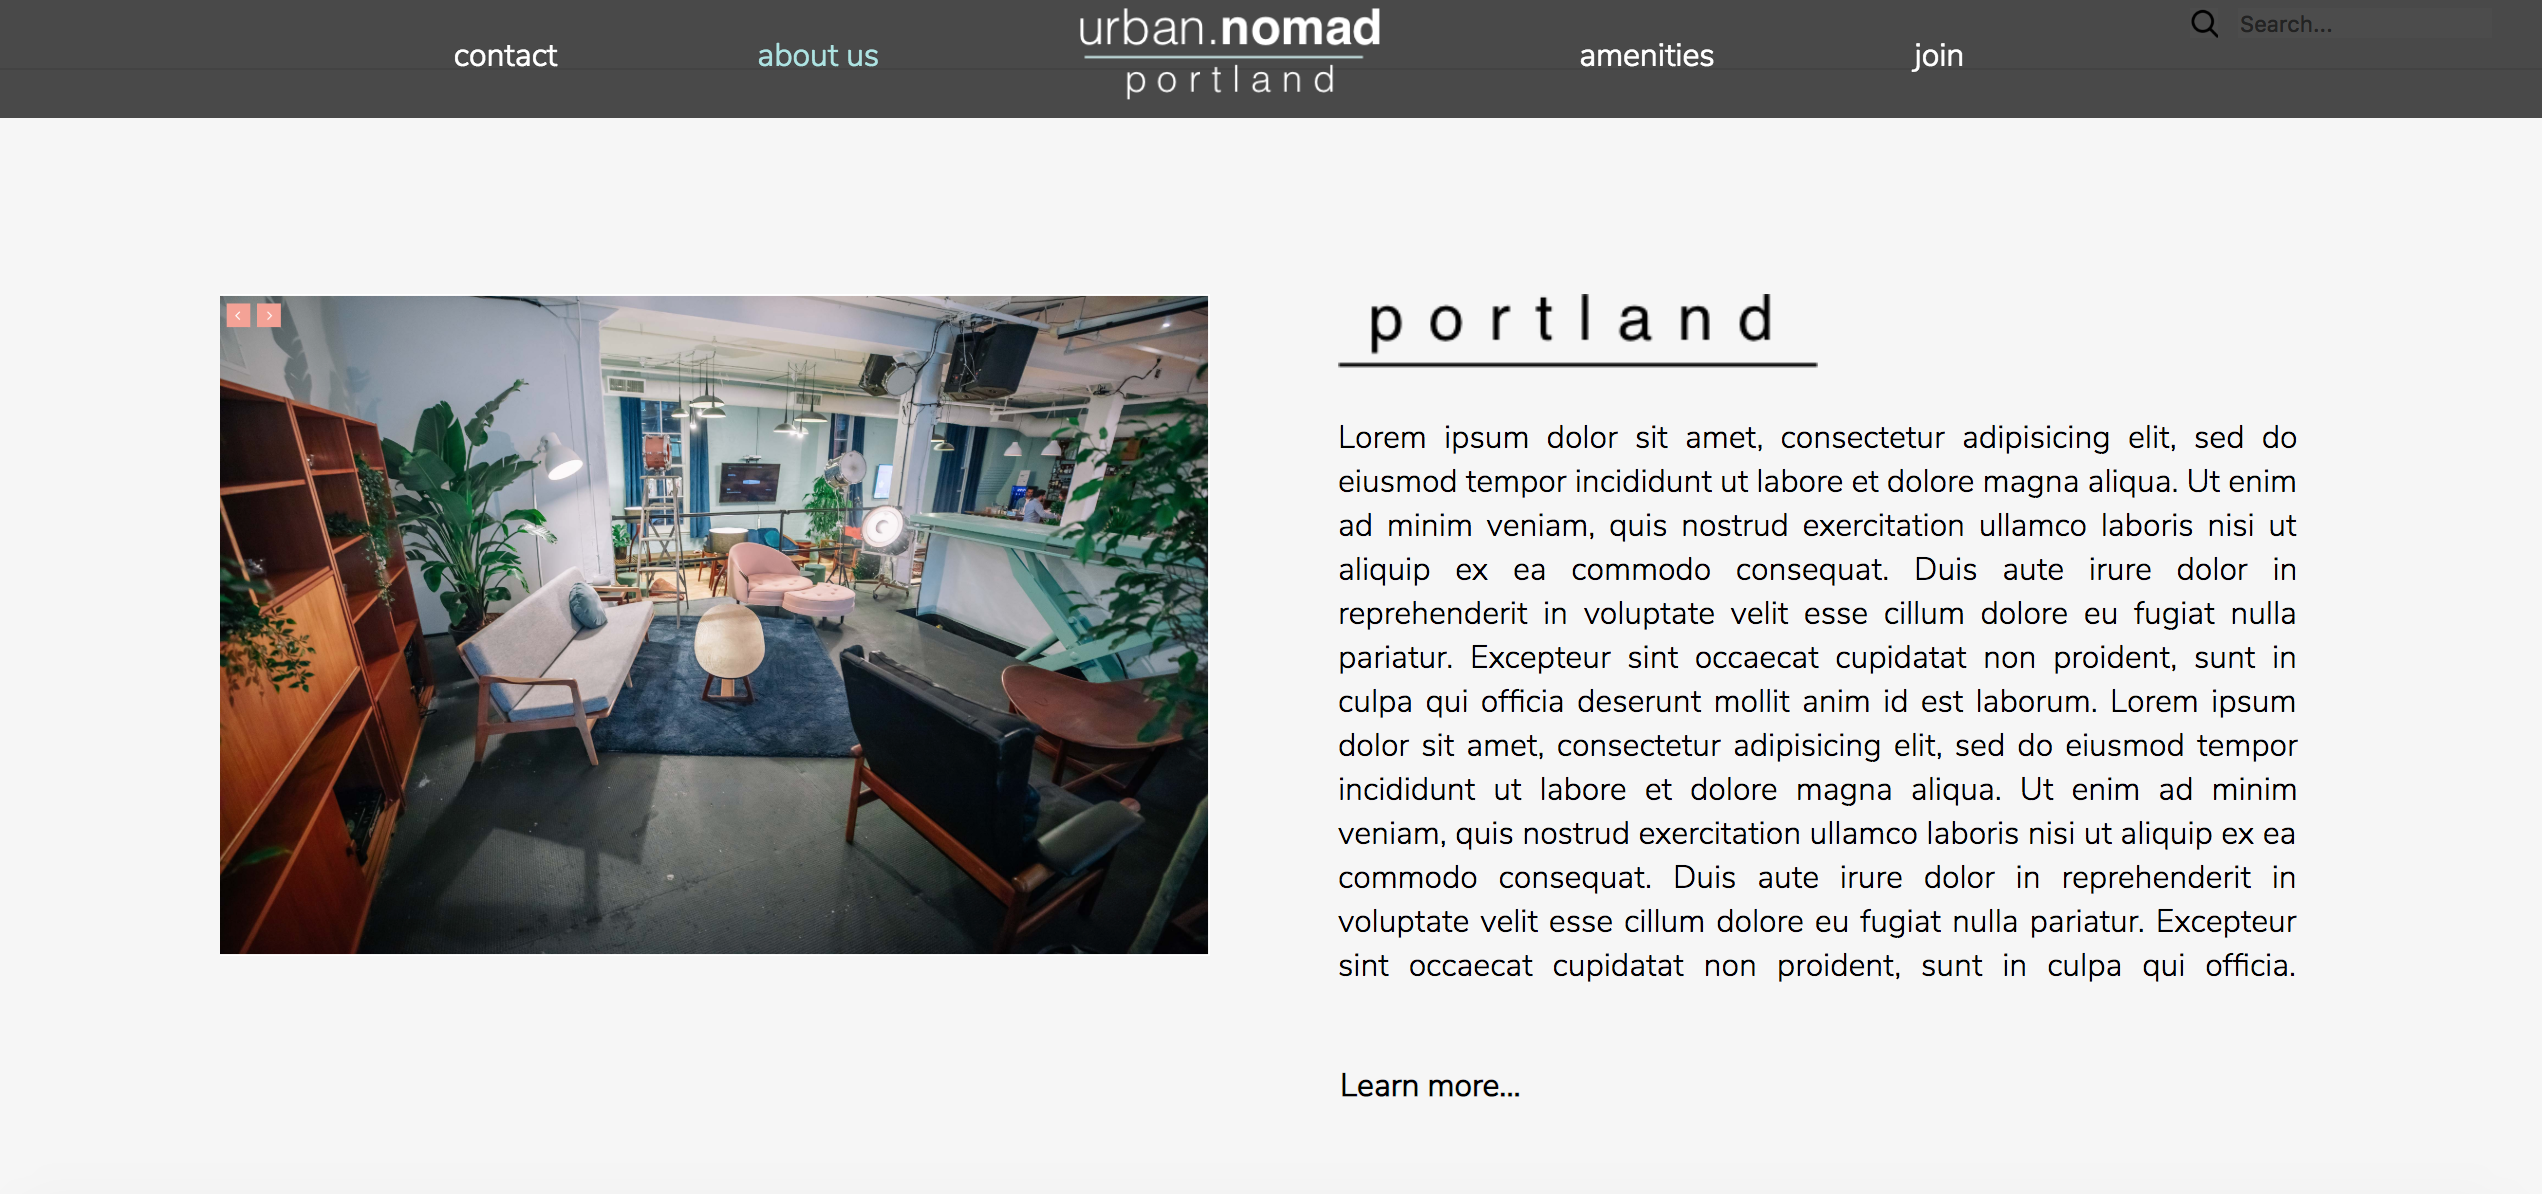 contact
about us
urban.nomad
portland
amenities
join
Search...
portland
Lorem ipsum dolor sit amet, consectetur adipisicing elit, sed do
eiusmod tempor incididunt ut labore et dolore magna aliqua. Ut enim
ad minim veniam, quis nostrud exercitation ullamco laboris nisi ut
aliquip ex ea commodo consequat. Duis aute irure dolor in
reprehenderit in voluptate velit esse cillum dolore eu fugiat nulla
pariatur. Excepteur sint occaecat cupidatat non proident, sunt in
culpa qui officia deserunt mollit anim id est laborum. Lorem ipsum
dolor sit amet, consectetur adipisicing elit, sed do eiusmod tempor
incididunt ut labore et dolore magna aliqua. Ut enim ad minim
veniam, quis nostrud exercitation ullamco laboris nisi ut aliquip ex ea
commodo consequat. Duis aute irure dolor in reprehenderit in
voluptate velit esse cillum dolore eu fugiat nulla pariatur. Excepteur
sint occaecat cupidatat non proident, sunt in culpa qui officia.
Learn more...